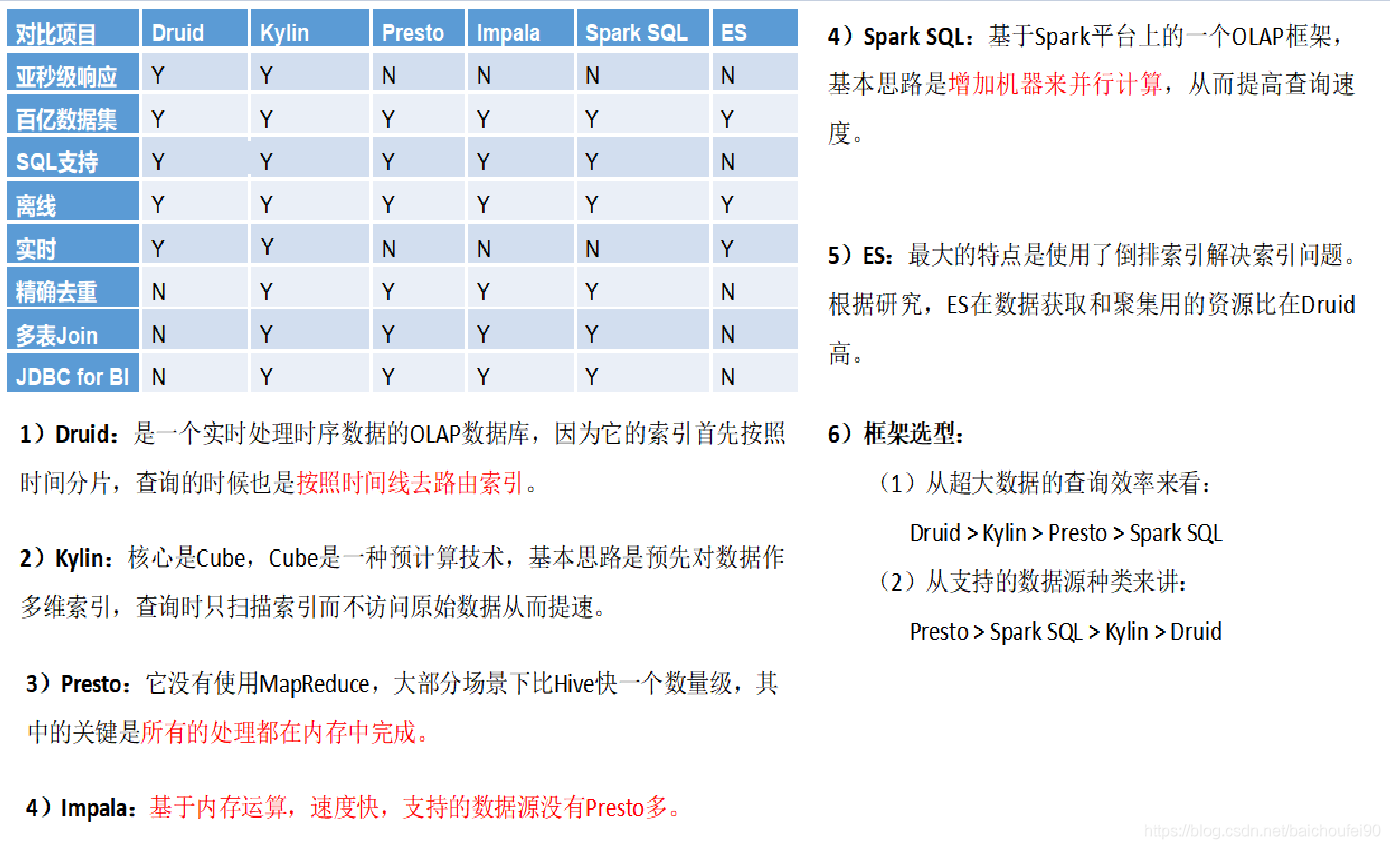 对比项目 Druid Kylin Presto Impala Spark SQL ES
亚秒级响应 Y Y N N N N
百亿数据集 Y Y Y Y Y Y
SQL支持 Y Y Y Y Y N
离线 Y Y Y Y Y Y
实时 Y Y N N N Y
精确去重 N Y Y Y Y N
多表Join N Y Y Y Y N
JDBC for BI N Y Y Y Y N
1）Druid：是一个实时处理时序数据的OLAP数据库，因为它的索引首先按照
时间分片，查询的时候也是按照时间线去路由索引。
2）Kylin：核心是Cube，Cube是一种预计算技术，基本思路是预先对数据作
多维索引，查询时只扫描索引而不访问原始数据从而提速。
3）Presto：它没有使用MapReduce，大部分场景下比Hive快一个数量级，其
中的关键是所有的处理都在内存中完成。
4）Impala：基于内存运算，速度快，支持的数据源没有Presto多。
4）Spark SQL：基于Spark平台上的一个OLAP框架，
基本思路是增加机器来并行计算，从而提高查询速
度。
5）ES：最大的特点是使用了倒排索引解决索引问题。
根据研究，ES在数据获取和聚集用的资源比在Druid
高。
6）框架选型：
（1）从超大数据的查询效率来看：
Druid > Kylin > Presto > Spark SQL
（2）从支持的数据源种类来讲：
Presto > Spark SQL > Kylin > Druid
https://blog.csdn.net/baichoufei90